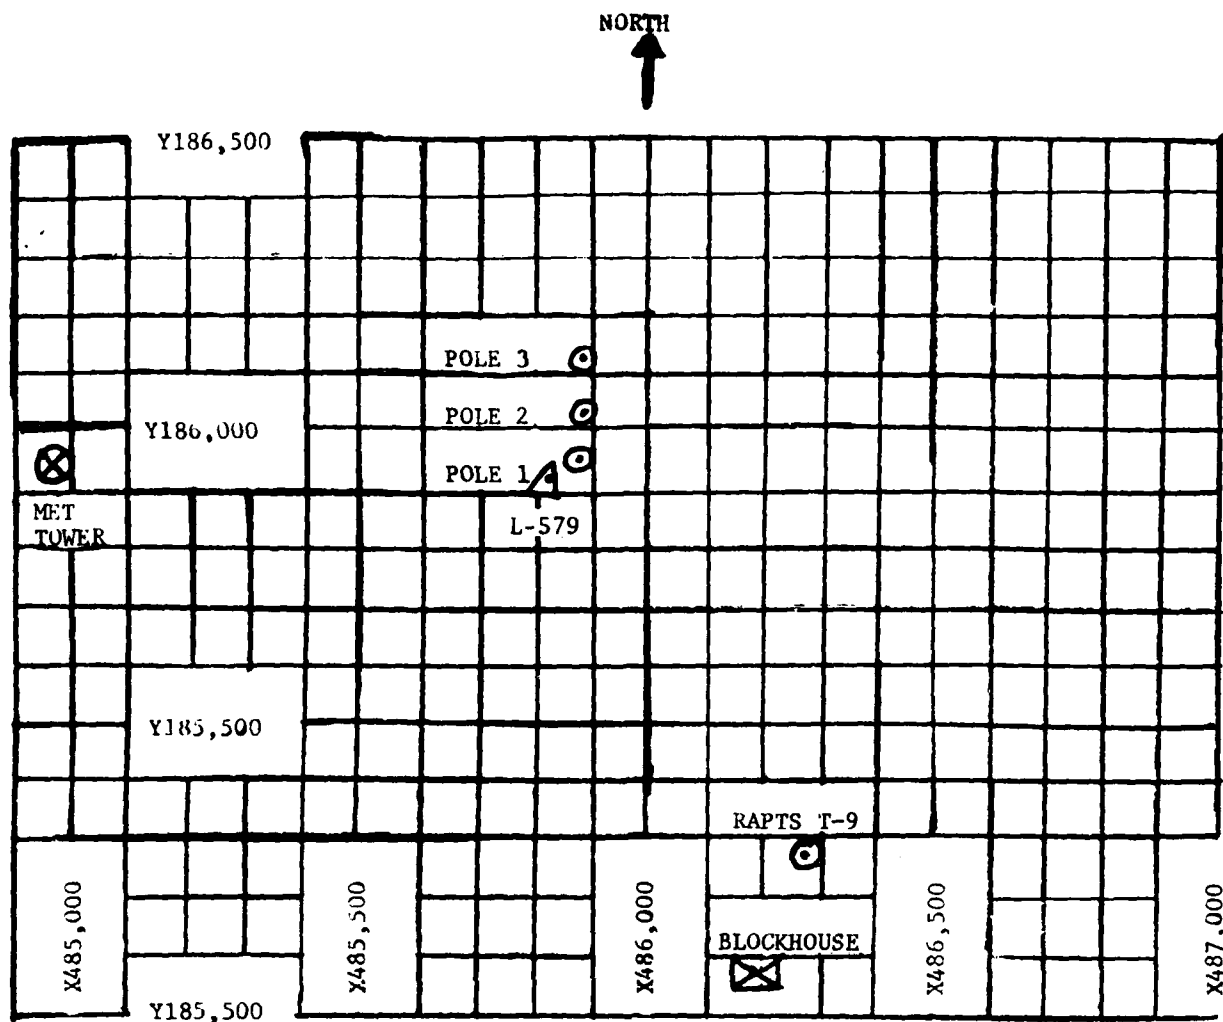 NORTH
Y186,500
POLE 3
POLE 2
Y186,000
POLE 1
MET
TOWER
L-579
Y185,500
RAPTS T-9
X485,000
X485,500
X486,000
BLOCKHOUSE
X486,500
X487.000
Y185,500